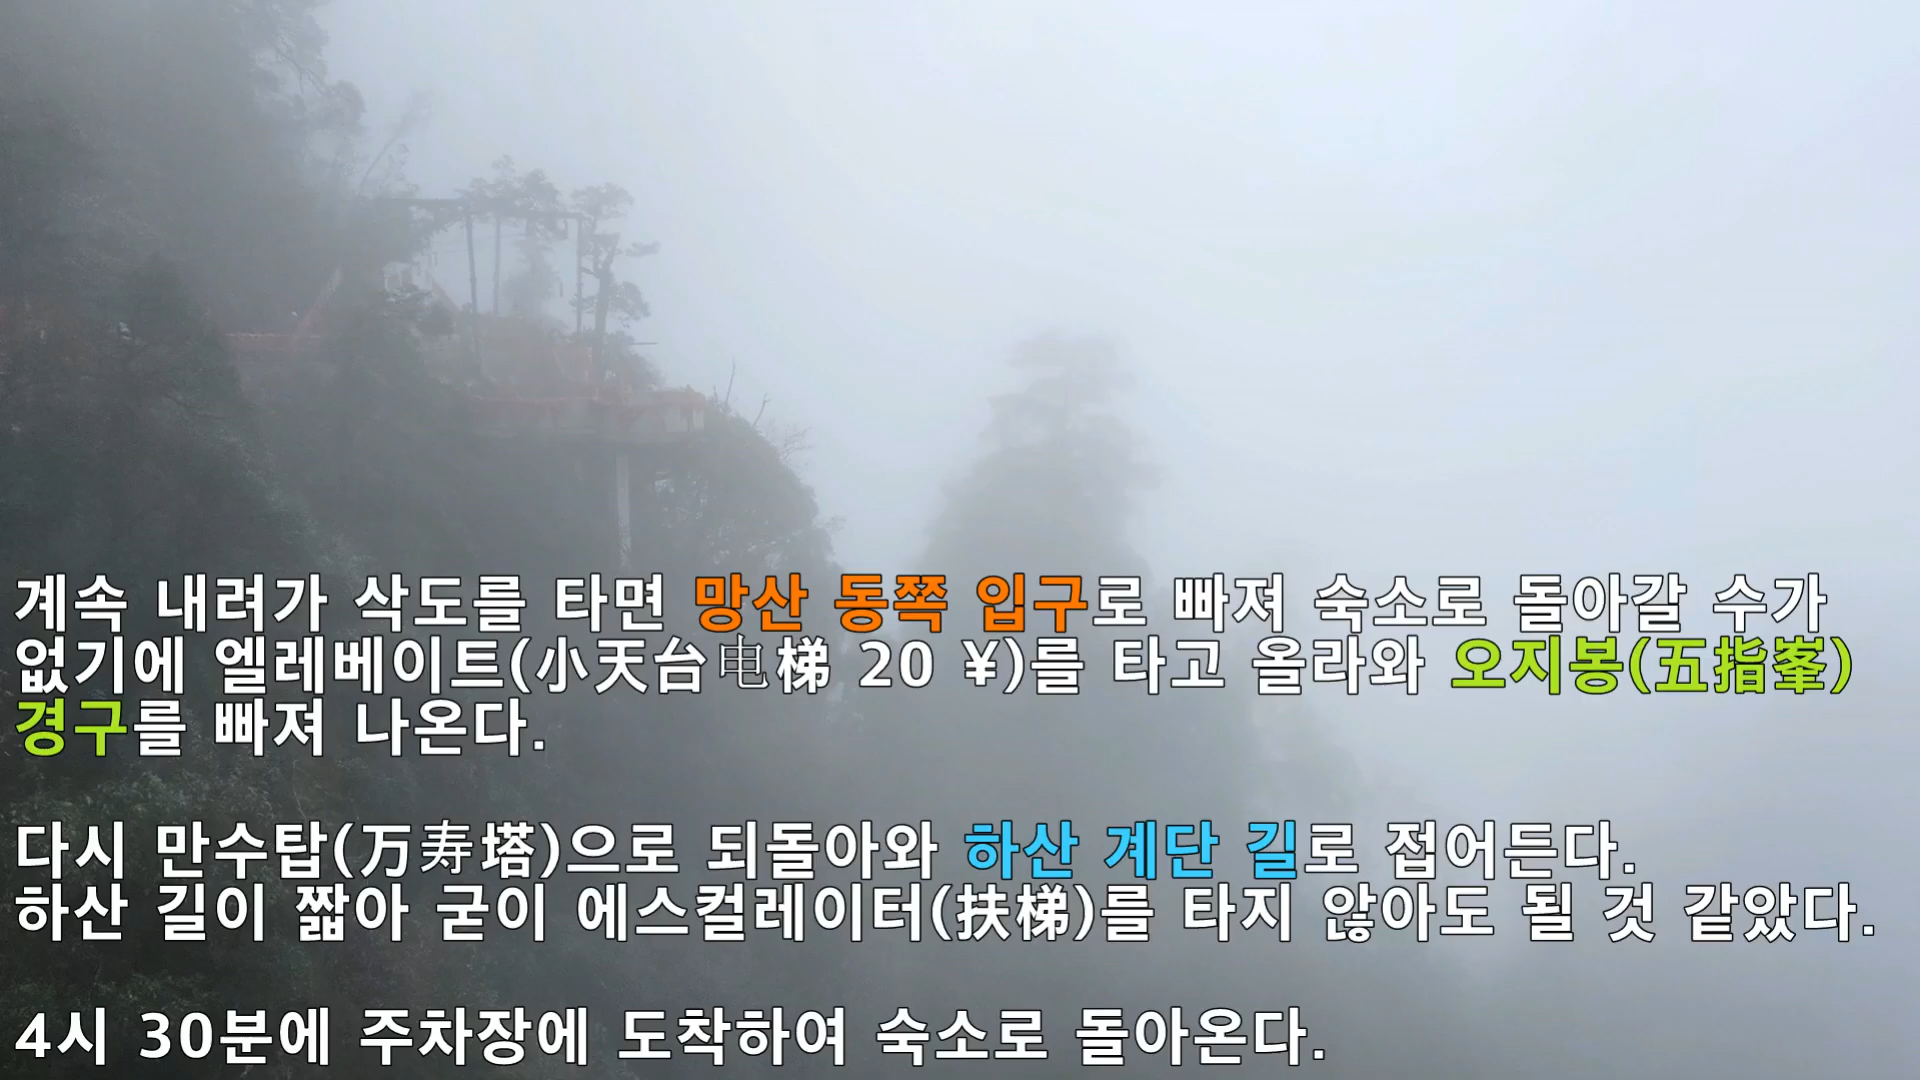 계속 내려가 삭도를 타면 망산 동쪽 입구로 빠져 숙소로 돌아갈 수가
없기에 엘레베이트(小天台电梯 20 ¥)를 타고 올라와 오지봉(五指峯)
경구를 빠져 나온다.
다시 만수탑(万寿塔)으로 되돌아와 하산 계단 길로 접어든다.
하산 길이 짧아 굳이 에스컬레이터(扶梯)를 타지 않아도 될 것 같았다.
4시 30분에 주차장에 도착하여 숙소로 돌아온다.